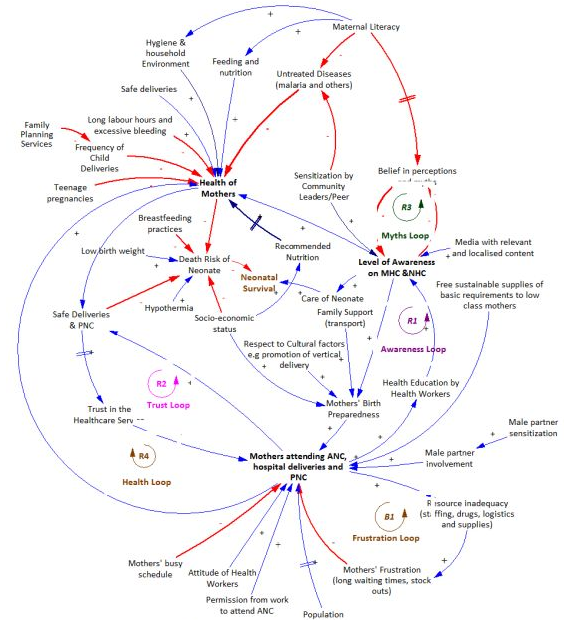 Maternal Literacy
Hygiene &
household
Environment
Feeding and
nutrition
Untreated Diseases
(malaria and others)
Safe deliveries
Long labour hours and
excessive bleeding
Family
Planning
Services
Frequency of
Child
Deliveries
Teenage
pregnancies
Health of
Mothers
Sensitization by
Community
Leaders/Peer
Belief in perceptions
R3
Myths Loop
Breastfeeding
practices
Low birth weight
Death Risk of
Neonate
Neonatal
Survival
Recommended
Nutrition
Level of Awareness
on MHC &NHC
Media with relevant
and localised content
Care of Neonate
Free sustainable supplies of
basic requirements to low
class mothers
Safe Deliveries
& PNC
Hypothermia
Socio-economic
status
Family Support
(transport)
R1
Awareness Loop
Respect to Cultural factors
e.g promotion of vertical
delivery
R2
Trust Loop
Health Education by
Health Workers
Mothers' Birth
Preparedness
Trust in the
Healthcare
Male partner
sensitization
R4
Health Loop
Mothers attending ANC,
hospital deliveries and
PNC
Male partner
involvement
inadequacy
drugs, logistics
and supplies)
B1
Frustration Loop
Mothers' busy
schedule
Attitude of Health
Workers
Permission from work
to attend ANC
Population
Mothers' Frustration
(long waiting times, stock
outs)